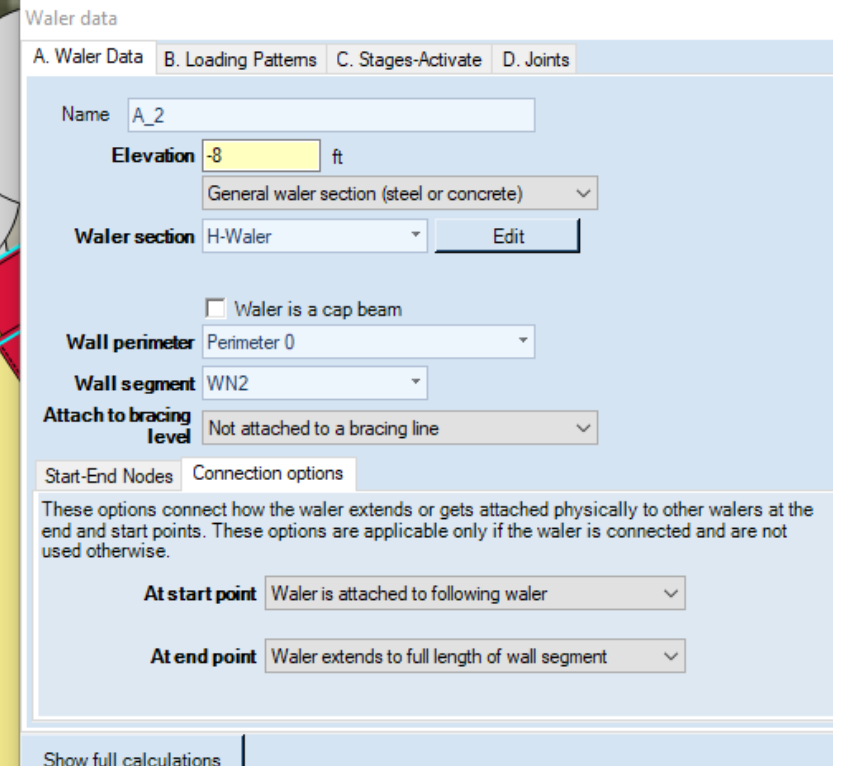 Waler data
A. Waler Data B. Loading Patterns C. Stages-Activate D. Joints
Name A_2
Elevation -8 ft
General waler section (steel or concrete)
Waler section H-Waler Edit
Waler is a cap beam
Wall perimeter Perimeter 0
Wall segment WN2
Attach to bracing
level Not attached to a bracing line
Start-End Nodes Connection options
These options connect how the waler extends or gets attached physically to other walers at the
end and start points. These options are applicable only if the waler is connected and are not
used otherwise.
At start point Waler is attached to following waler
At end point Waler extends to full length of wall segment
Show full calculations